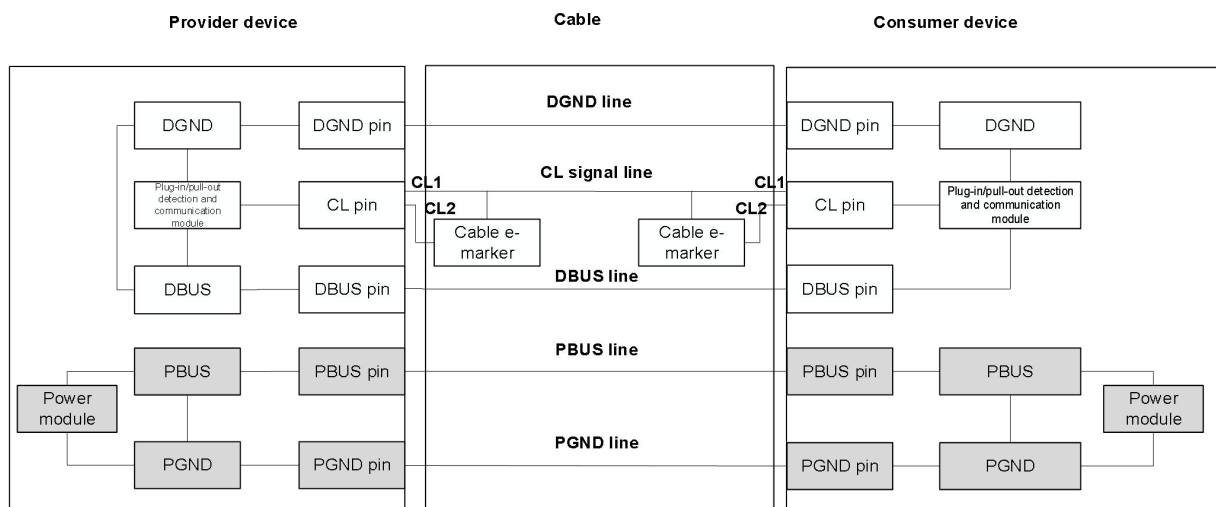 Provider device
Cable
Consumer device
DGND line
DGND
DGND pin
DGND pin
DGND
CL signal line
CL1
CL1
Plug-in/pull-out
detection and
communication
module
CL pin
CL2
CL2
CL pin
Plug-in/pull-out detection
and communication
module
Cable e-
marker
Cable e-
marker
DBUS line
DBUS
DBUS pin
DBUS pin
PBUS line
PBUS
PBUS pin
PBUS pin
PBUS
Power
module
Power
module
PGND line
PGND
PGND pin
PGND pin
PGND